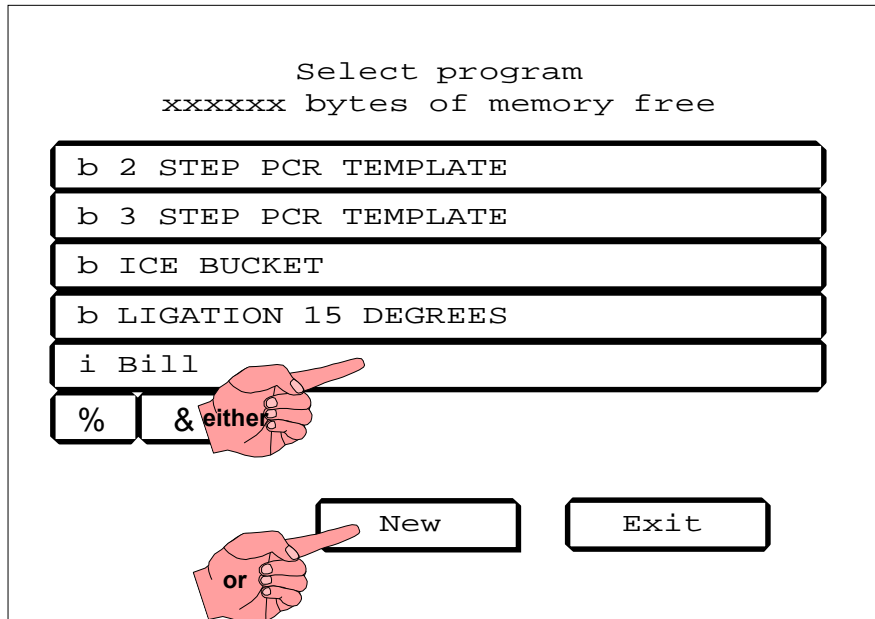 Select program
xxxxxx bytes of memory free
b 2 STEP PCR TEMPLATE
b 3 STEP PCR TEMPLATE
b ICE BUCKET
b LIGATION 15 DEGREES
i Bill
% & either
New Exit
or